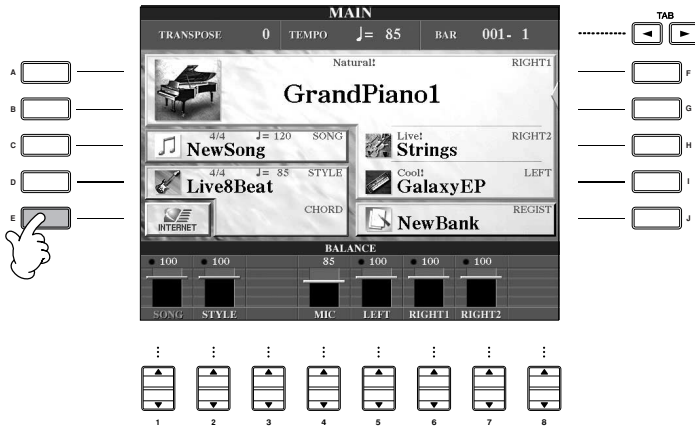 MAIN
TAB
TRANSPOSE 0 TEMPO ♩= 85 BAR 001- 1
Natural! RIGHT1
GrandPiano1
4/4 ♩= 120 SONG
NewSong
Live! RIGHT2
Strings
4/4 ♩= 85 STYLE
Live8Beat
Cool! LEFT
GalaxyEP
CHORD
INTERNET
REGIST
NewBank
A
B
C
D
E
F
G
H
I
J
BALANCE
100 100 85 100 100 100
SONG STYLE MIC LEFT RIGHT1 RIGHT2
1 2 3 4 5 6 7 8